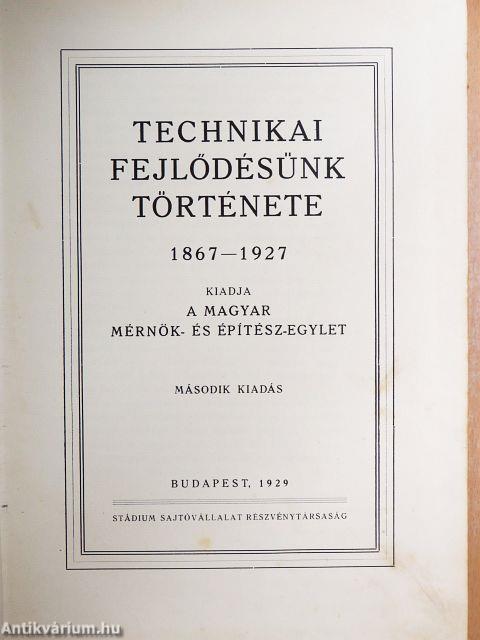 TECHNIKAI
FEJLŐDÉSÜNK
TÖRTÉNETE
1867—1927
KIADJA
A MAGYAR
MÉRNÖK- ÉS ÉPÍTÉSZ-EGYLET
MÁSODIK KIADÁS
BUDAPEST, 1929
STÁDIUM SAJTÓVÁLLALAT RÉSZVÉNYTÁRSASÁG
Antikvárium.hu